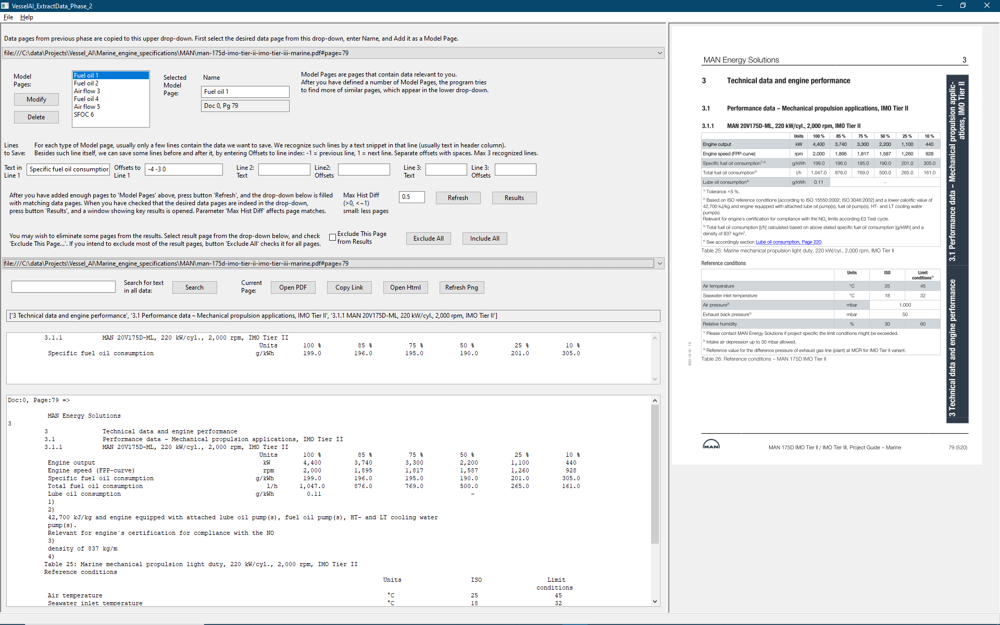 VesselAI_ExtractData_Phase_2
File Help
Data pages from previous phase are copied to this upper drop-down. First select the desired data page from this drop-down, enter Name, and Add it as a Model Page.
file:///C:\data\Projects\Vessel_AI\Marine_engine_specifications\MAN\man-175d-imo-tier-ii-imo-tier-iii-marine.pdf#page=79
Model
Pages:
Modify
Delete
Fuel oil 1
Fuel oil 2
Air flow 3
Fuel oil 4
Air flow 5
SFOC 6
Selected
Model
Page:
Name
Fuel oil 1
Doc 0, Pg 79
Model Pages are pages that contain data relevant to you.
After you have defined a number of Model Pages, the program tries
to find more of similar pages, which appear in the lower drop-down.
Lines
to Save:
For each type of Model page, usually only a few lines contain the data we want to save. We recognize such lines by a text snippet in that line (usually text in header column).
Besides such line itself, we can save some lines before and after it, by entering Offsets to line index: -1 = previous line, 1 = next line. Separate offsets with spaces. Max 3 recognized lines.
Text in
Line 1
Specific fuel oil consumption
Offsets to
Line 1
-4 -3 0
Line 2:
Text
Line2:
Offsets
Line 3:
Text
Line 3:
Offsets
After you have added enough pages to 'Model Pages' above, press button 'Refresh', and the drop-down below is filled
with matching data pages. When you have checked that the desired data pages are indeed in the drop-down,
press button 'Results', and a window showing key results is opened. Parameter 'Max Hist Diff' affects page matches.
Max Hist Diff
(>0, <~1)
small: less pages
0.5
Refresh
Results
You may wish to eliminate some pages from the results. Select result page from the drop-down below, and check
'Exclude This Page...'. If you intend to exclude most of the result pages, button 'Exclude All' checks it for all pages.
Exclude This Page
from Results
Exclude All
Include All
file:///C:\data\Projects\Vessel_AI\Marine_engine_specifications\MAN\man-175d-imo-tier-ii-imo-tier-iii-marine.pdf#page=79
Search for text
in all data:
Search
Current
Page:
Open PDF
Copy Link
Open Html
Refresh Png
['3 Technical data and engine performance', '3.1 Performance data – Mechanical propulsion applications, IMO Tier II', '3.1.1 MAN 20V175D-ML, 220 kW/cyl., 2,000 rpm, IMO Tier II']
3.1.1 MAN 20V175D-ML, 220 kW/cyl., 2,000 rpm, IMO Tier II
Units 100 % 85 % 75 % 50 % 25 % 10 %
Specific fuel oil consumption g/kWh 199.0 196.0 195.0 190.0 201.0 305.0
Doc:0, Page:79 =>
MAN Energy Solutions
3
3 Technical data and engine performance
3.1 Performance data – Mechanical propulsion applications, IMO Tier II
3.1.1 MAN 20V175D-ML, 220 kW/cyl., 2,000 rpm, IMO Tier II
Units 100 % 85 % 75 % 50 % 25 % 10 %
Engine output kW 4,400 3,740 3,300 2,200 1,100 440
Engine speed (FPP-curve) rpm 2,000 1,895 1,817 1,587 1,260 928
Specific fuel oil consumption g/kWh 199.0 196.0 195.0 190.0 201.0 305.0
Total fuel oil consumption l/h 1,047.0 876.0 769.0 500.0 265.0 161.0
Lube oil consumption g/kWh 0.11 –
1)
2)
42,700 kJ/kg and engine equipped with attached lube oil pump(s), fuel oil pump(s), HT- and LT cooling water
pump(s).
Relevant for engine´s certification for compliance with the NO
3)
density of 837 kg/m
4)
Table 25: Marine mechanical propulsion light duty, 220 kW/cyl., 2,000 rpm, IMO Tier II
Reference conditions
Units ISO Limit
conditions
Air temperature °C 25 45
Seawater inlet temperature °C 18 32
MAN Energy Solutions 3
3 Technical data and engine performance
3.1 Performance data – Mechanical propulsion applications, IMO Tier II
3.1.1 MAN 20V175D-ML, 220 kW/cyl., 2,000 rpm, IMO Tier II
Units 100 % 85 % 75 % 50 % 25 % 10 %
Engine output kW 4,400 3,740 3,300 2,200 1,100 440
Engine speed (FPP-curve) rpm 2,000 1,895 1,817 1,587 1,260 928
Specific fuel oil consumption1) 2) g/kWh 199.0 196.0 195.0 190.0 201.0 305.0
Total fuel oil consumption3) l/h 1,047.0 876.0 769.0 500.0 265.0 161.0
Lube oil consumption4) g/kWh 0.11 -
1) Tolerance +5 %.
2) Based on ISO reference conditions [according to ISO 15550:2002; ISO 3046:2002] and a lower calorific value of
42,700 kJ/kg and engine equipped with attached lube oil pump(s), fuel oil pump(s), HT- and LT cooling water
pump(s).
Relevant for engine´s certification for compliance with the NOx limits according E3 Test cycle.
3) Total fuel oil consumption [l/h] calculated based on above stated specific fuel oil consumption [g/kWh] and a
density of 837 kg/m3.
4) See accordingly section Lube oil consumption, Page 220.
Table 25: Marine mechanical propulsion light duty, 220 kW/cyl., 2,000 rpm, IMO Tier II
Reference conditions
Units ISO Limit
conditions1)
Air temperature °C 25 45
Seawater inlet temperature °C 18 32
Air pressure2) mbar 1,000
Exhaust back pressure3) mbar 50
Relative humidity % 30 60
1) Please contact MAN Energy Solutions if project specific the limit conditions might be exceeded.
2) Intake air depression up to 30 mbar allowed.
3) Reference value for the difference pressure of exhaust gas line (plant) at MCR for IMO Tier II variant.
Table 26: Reference conditions – MAN 175D IMO Tier II
2021-12-10 - 7.0
3.1 Performance data – Mechanical propulsion applic-
ations, IMO Tier II
3 Technical data and engine performance
MAN
MAN 175D IMO Tier II / IMO Tier III, Project Guide – Marine
79 (520)